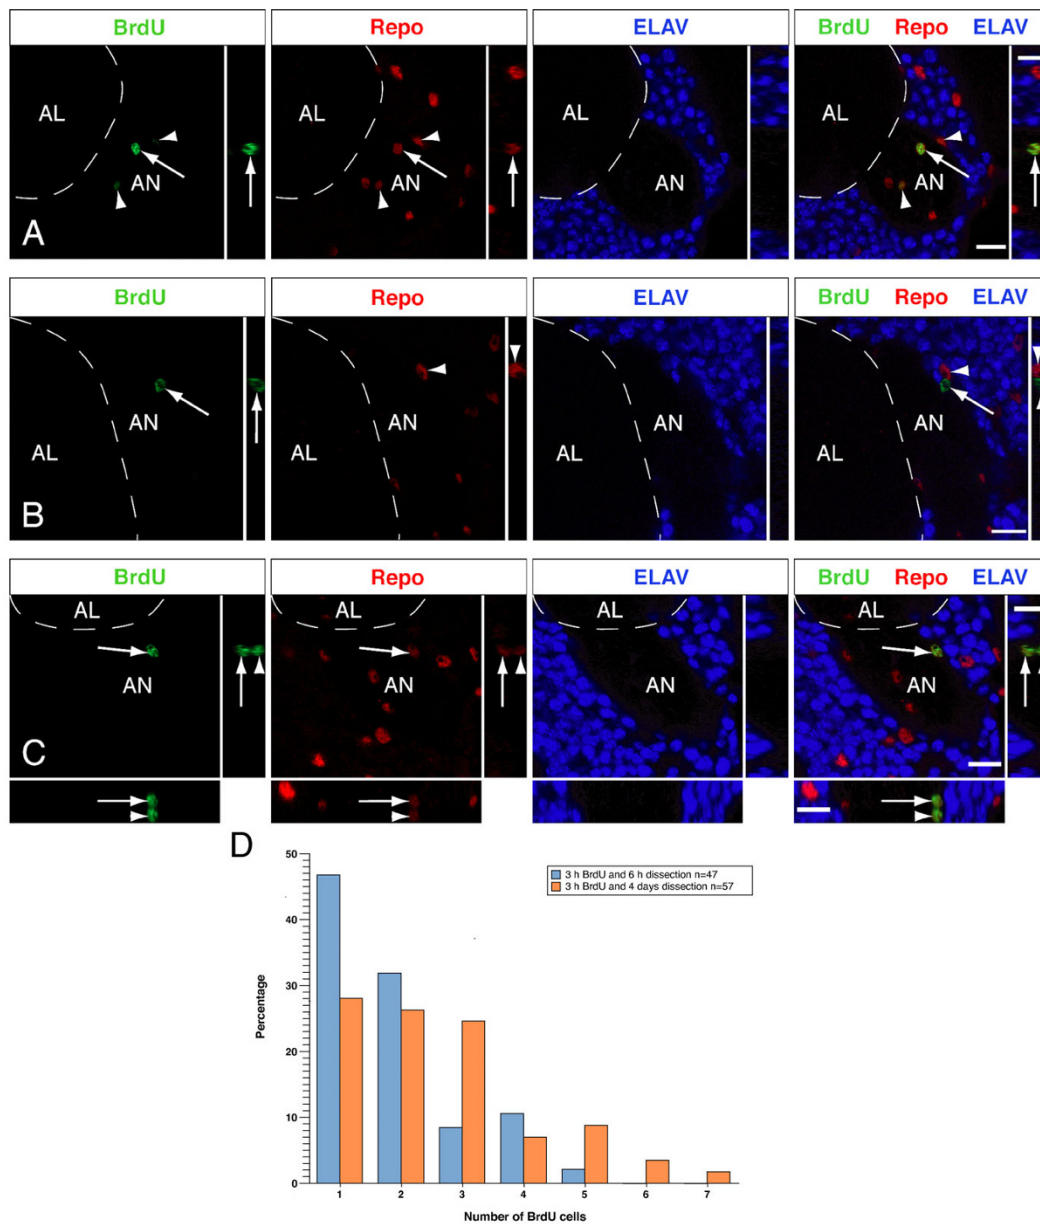 BrdU Repo ELAV BrdU Repo ELAV
AL AL AL AL
AN AN AN AN
A
BrdU Repo ELAV BrdU Repo ELAV
AN AN AN AN
AL AL AL AL
B
BrdU Repo ELAV BrdU Repo ELAV
AL AL AL AL
AN AN AN AN
C
D
3 h BrdU and 6 h dissection n=47
3 h BrdU and 4 days dissection n=57
Percentage
50
40
30
20
10
0
1 2 3 4 5 6 7
Number of BrdU cells